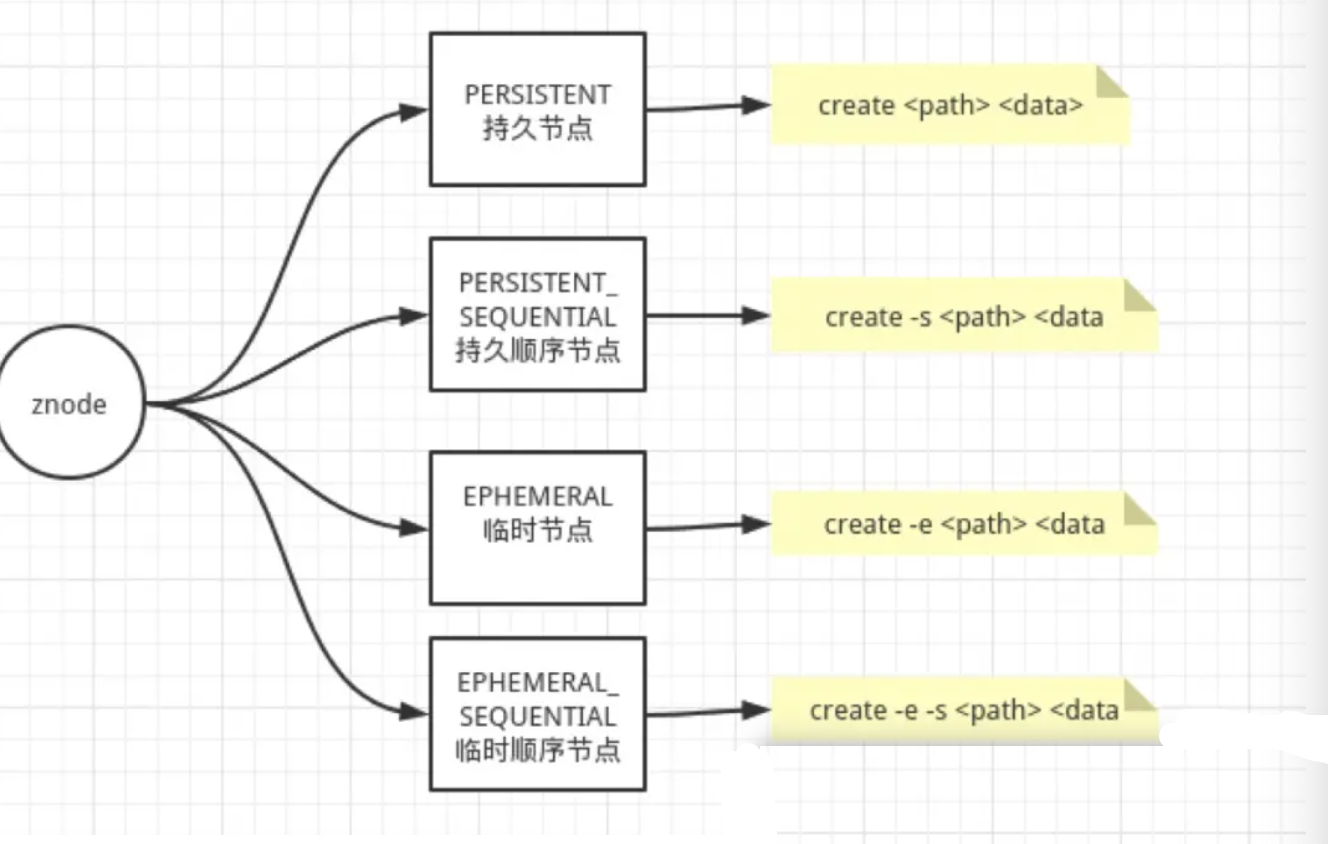 znode
PERSISTENT
持久节点
create <path> <data>
PERSISTENT_
SEQUENTIAL
持久顺序节点
create -s <path> <data
EPHEMERAL
临时节点
create -e <path> <data
EPHEMERAL_
SEQUENTIAL
临时顺序节点
create -e -s <path> <data